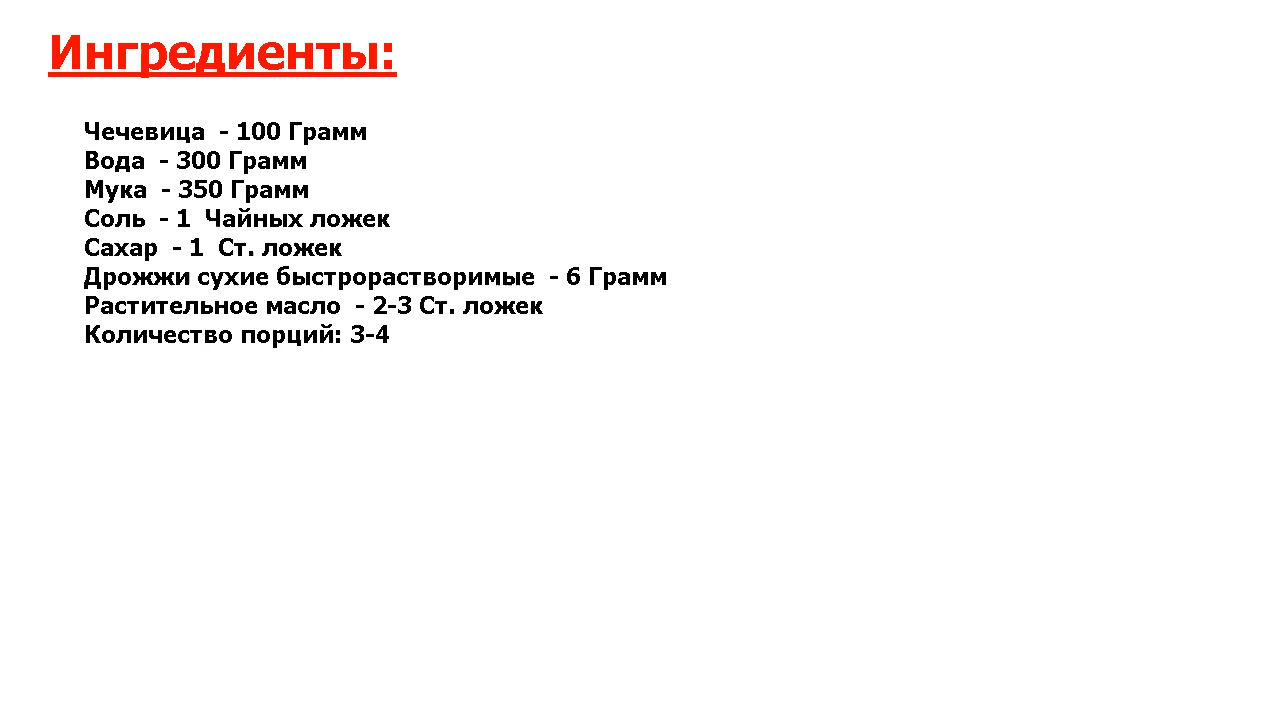 Ингредиенты:
Чечевица - 100 Грамм
Вода - 300 Грамм
Мука - 350 Грамм
Соль - 1 Чайных ложек
Сахар - 1 Ст. ложек
Дрожжи сухие быстрорастворимые - 6 Грамм
Растительное масло - 2-3 Ст. ложек
Количество порций: 3-4